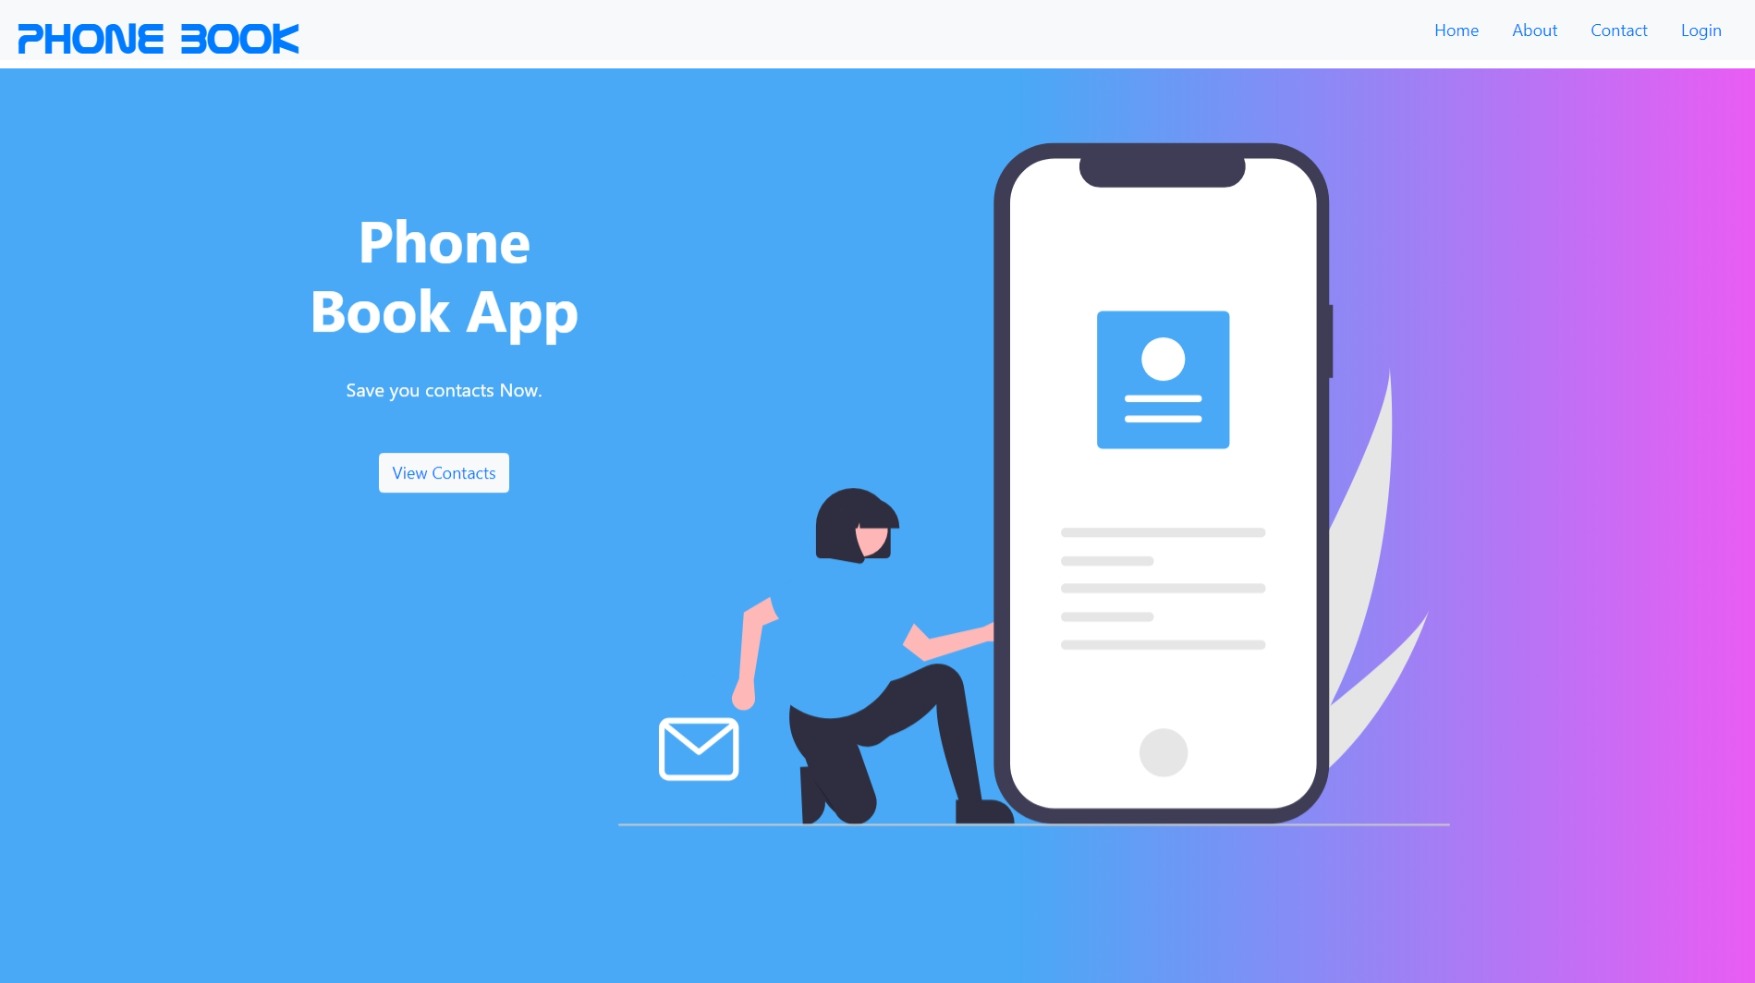 PHONE BOOK
Home About Contact Login
Phone
Book App
Save you contacts Now.
View Contacts